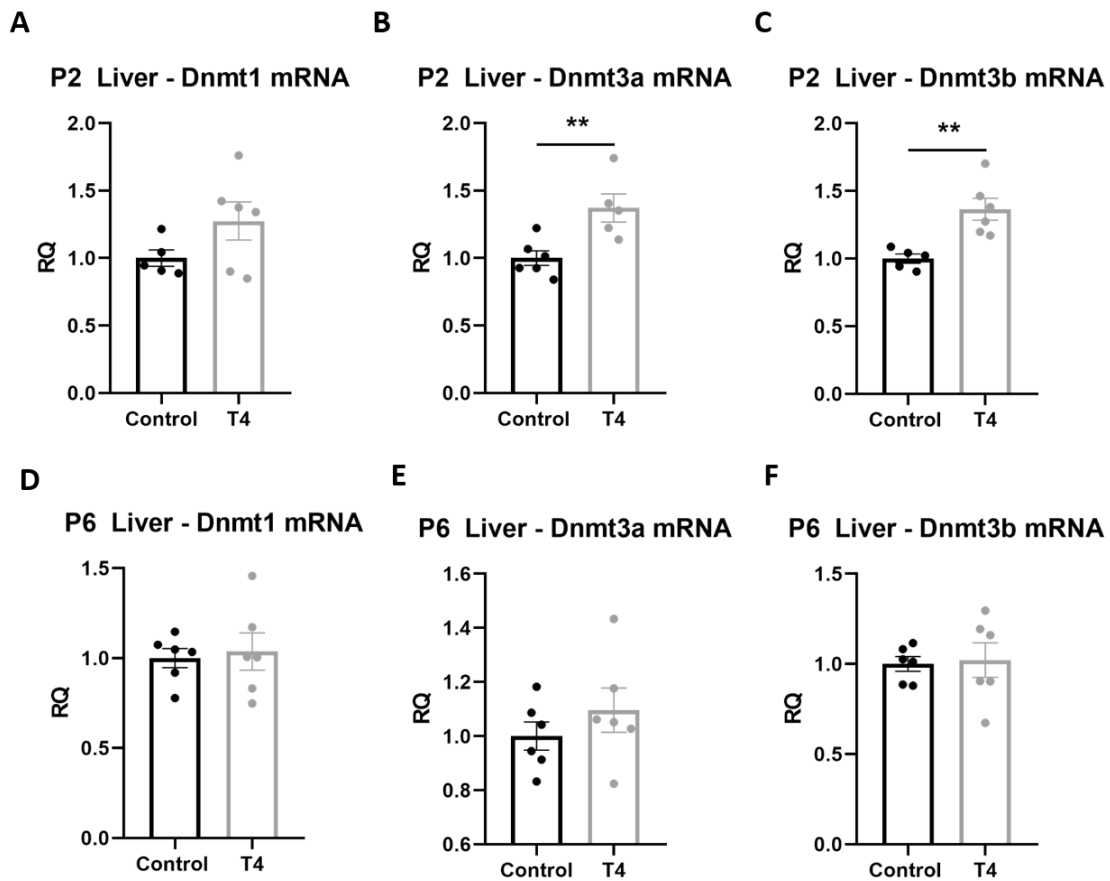 A
B
C
P2 Liver - Dnmt1 mRNA
P2 Liver - Dnmt3a mRNA
P2 Liver - Dnmt3b mRNA
2.0
1.5
1.0
0.5
0.0
RQ
Control T4
**
2.0
1.5
1.0
0.5
0.0
RQ
Control T4
**
2.0
1.5
1.0
0.5
0.0
RQ
Control T4
D
E
F
P6 Liver - Dnmt1 mRNA
P6 Liver - Dnmt3a mRNA
P6 Liver - Dnmt3b mRNA
1.5
1.0
0.5
0.0
RQ
Control T4
1.6
1.4
1.2
1.0
0.8
0.6
RQ
Control T4
1.5
1.0
0.5
0.0
RQ
Control T4